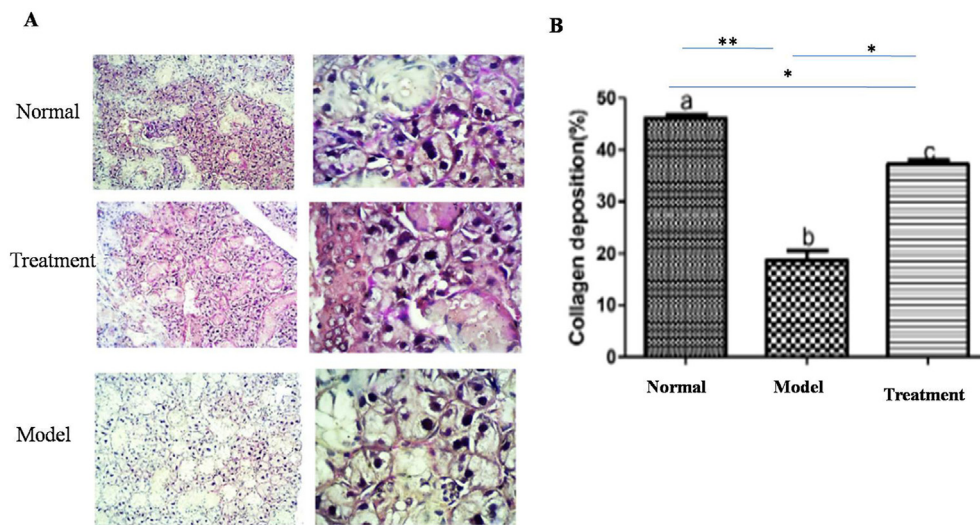 A
Normal
Treatment
Model
B
**
*
*
Collagen deposition(%)
50
40
30
20
10
0
a
b
c
Normal
Model
Treatment